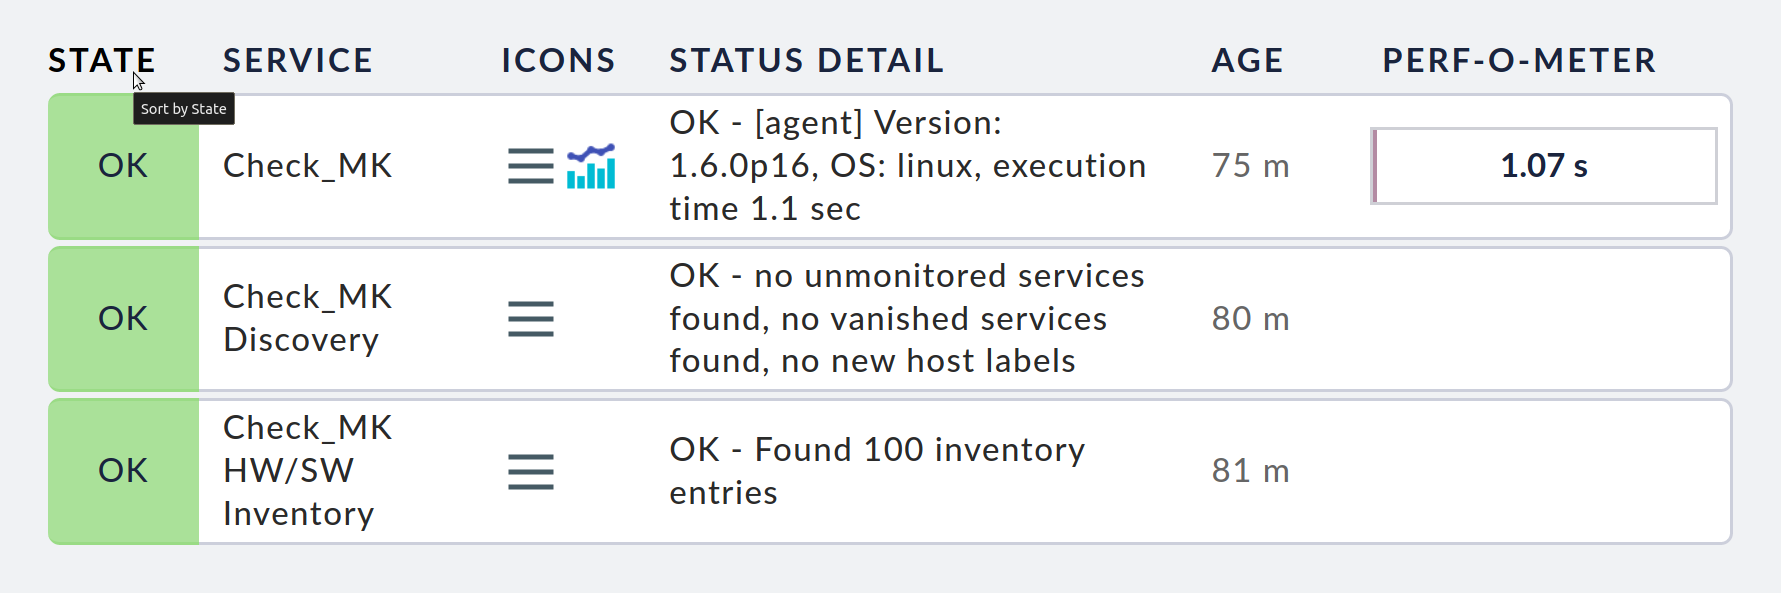 STATE SERVICE ICONS STATUS DETAIL AGE PERF-O-METER
Sort by State
OK
Check_MK
OK - [agent] Version:
1.6.0p16, OS: linux, execution
time 1.1 sec
75 m
1.07 s
OK
Check_MK
Discovery
OK - no unmonitored services
found, no vanished services
found, no new host labels
80 m
OK
Check_MK
HW/SW
Inventory
OK - Found 100 inventory
entries
81 m